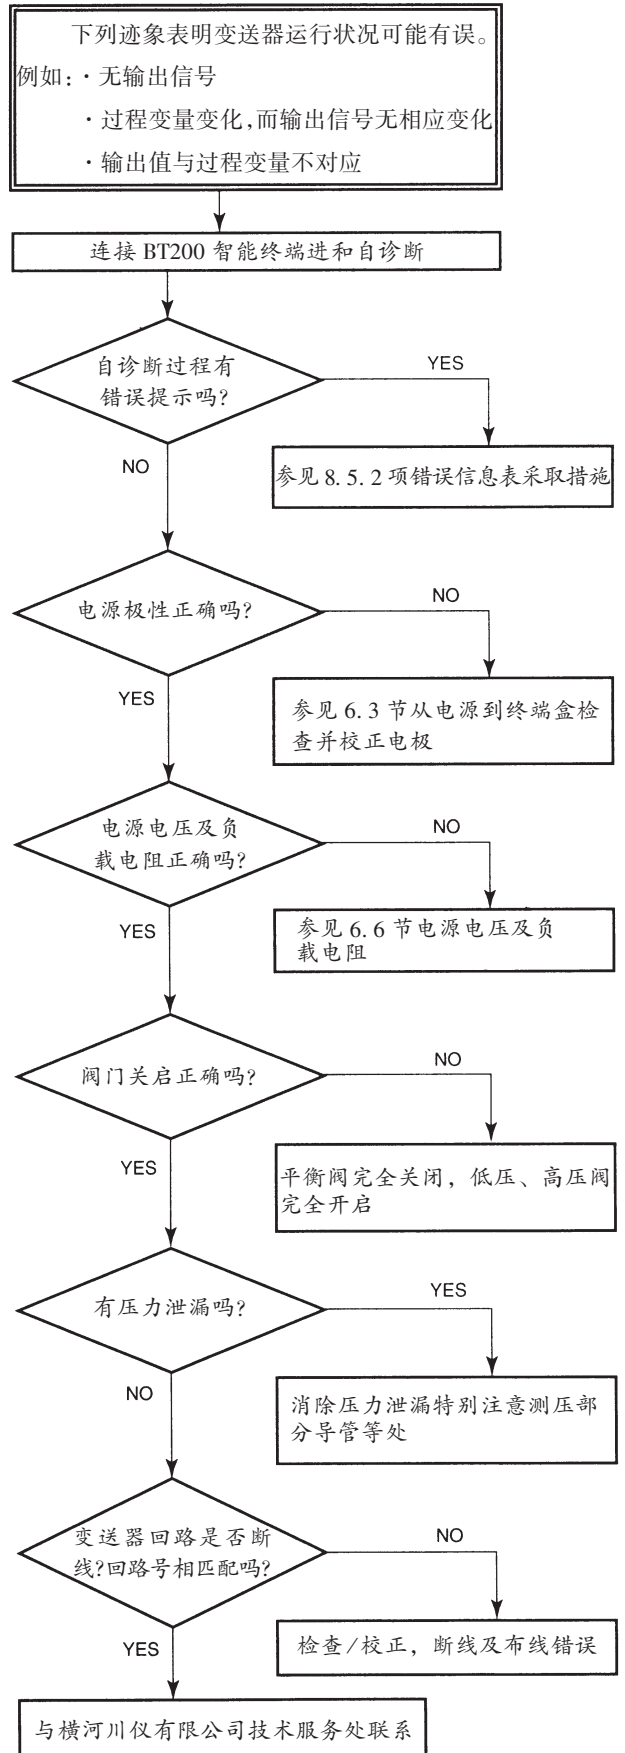 下列迹象表明变送器运行状况可能有误。
例如:·无输出信号
·过程变量变化,而输出信号无相应变化
·输出值与过程变量不对应
连接 BT200 智能终端进和自诊断
自诊断过程有
错误提示吗?
YES
NO
参见 8.5.2 项错误信息表采取措施
电源极性正确吗?
NO
YES
参见 6.3 节从电源到终端盒检
查并校正电极
电源电压及负
载电阻正确吗?
NO
YES
参见 6.6 节电源电压及负
载电阻
阀门关启正确吗?
NO
YES
平衡阀完全关闭，低压、高压阀
完全开启
有压力泄漏吗?
YES
NO
消除压力泄漏特别注意测压部
分导管等处
变送器回路是否断
线?回路号相匹配吗?
NO
YES
检查/校正，断线及布线错误
与横河川仪有限公司技术服务处联系